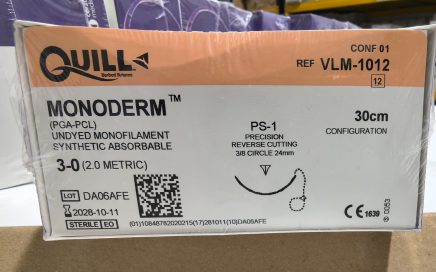 CONF 01
QUILL
Barbed Sutures
REF VLM-1012
12
MONODERM™
(PGA-PCL)
UNDYED MONOFILAMENT
SYNTHETIC ABSORBABLE
3-0 (2.0 METRIC)
PS-1
PRECISION
REVERSE CUTTING
3/8 CIRCLE 24mm
30cm
CONFIGURATION
LOT DA06AFE
2028-10-11
STERILE EO
(01)10848782020215(17)281011(10)DA06AFE
CE 1639
0053